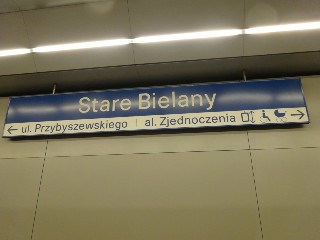 Stare Bielany
← ul. Przybyszewskiego | al. Zjednoczenia →